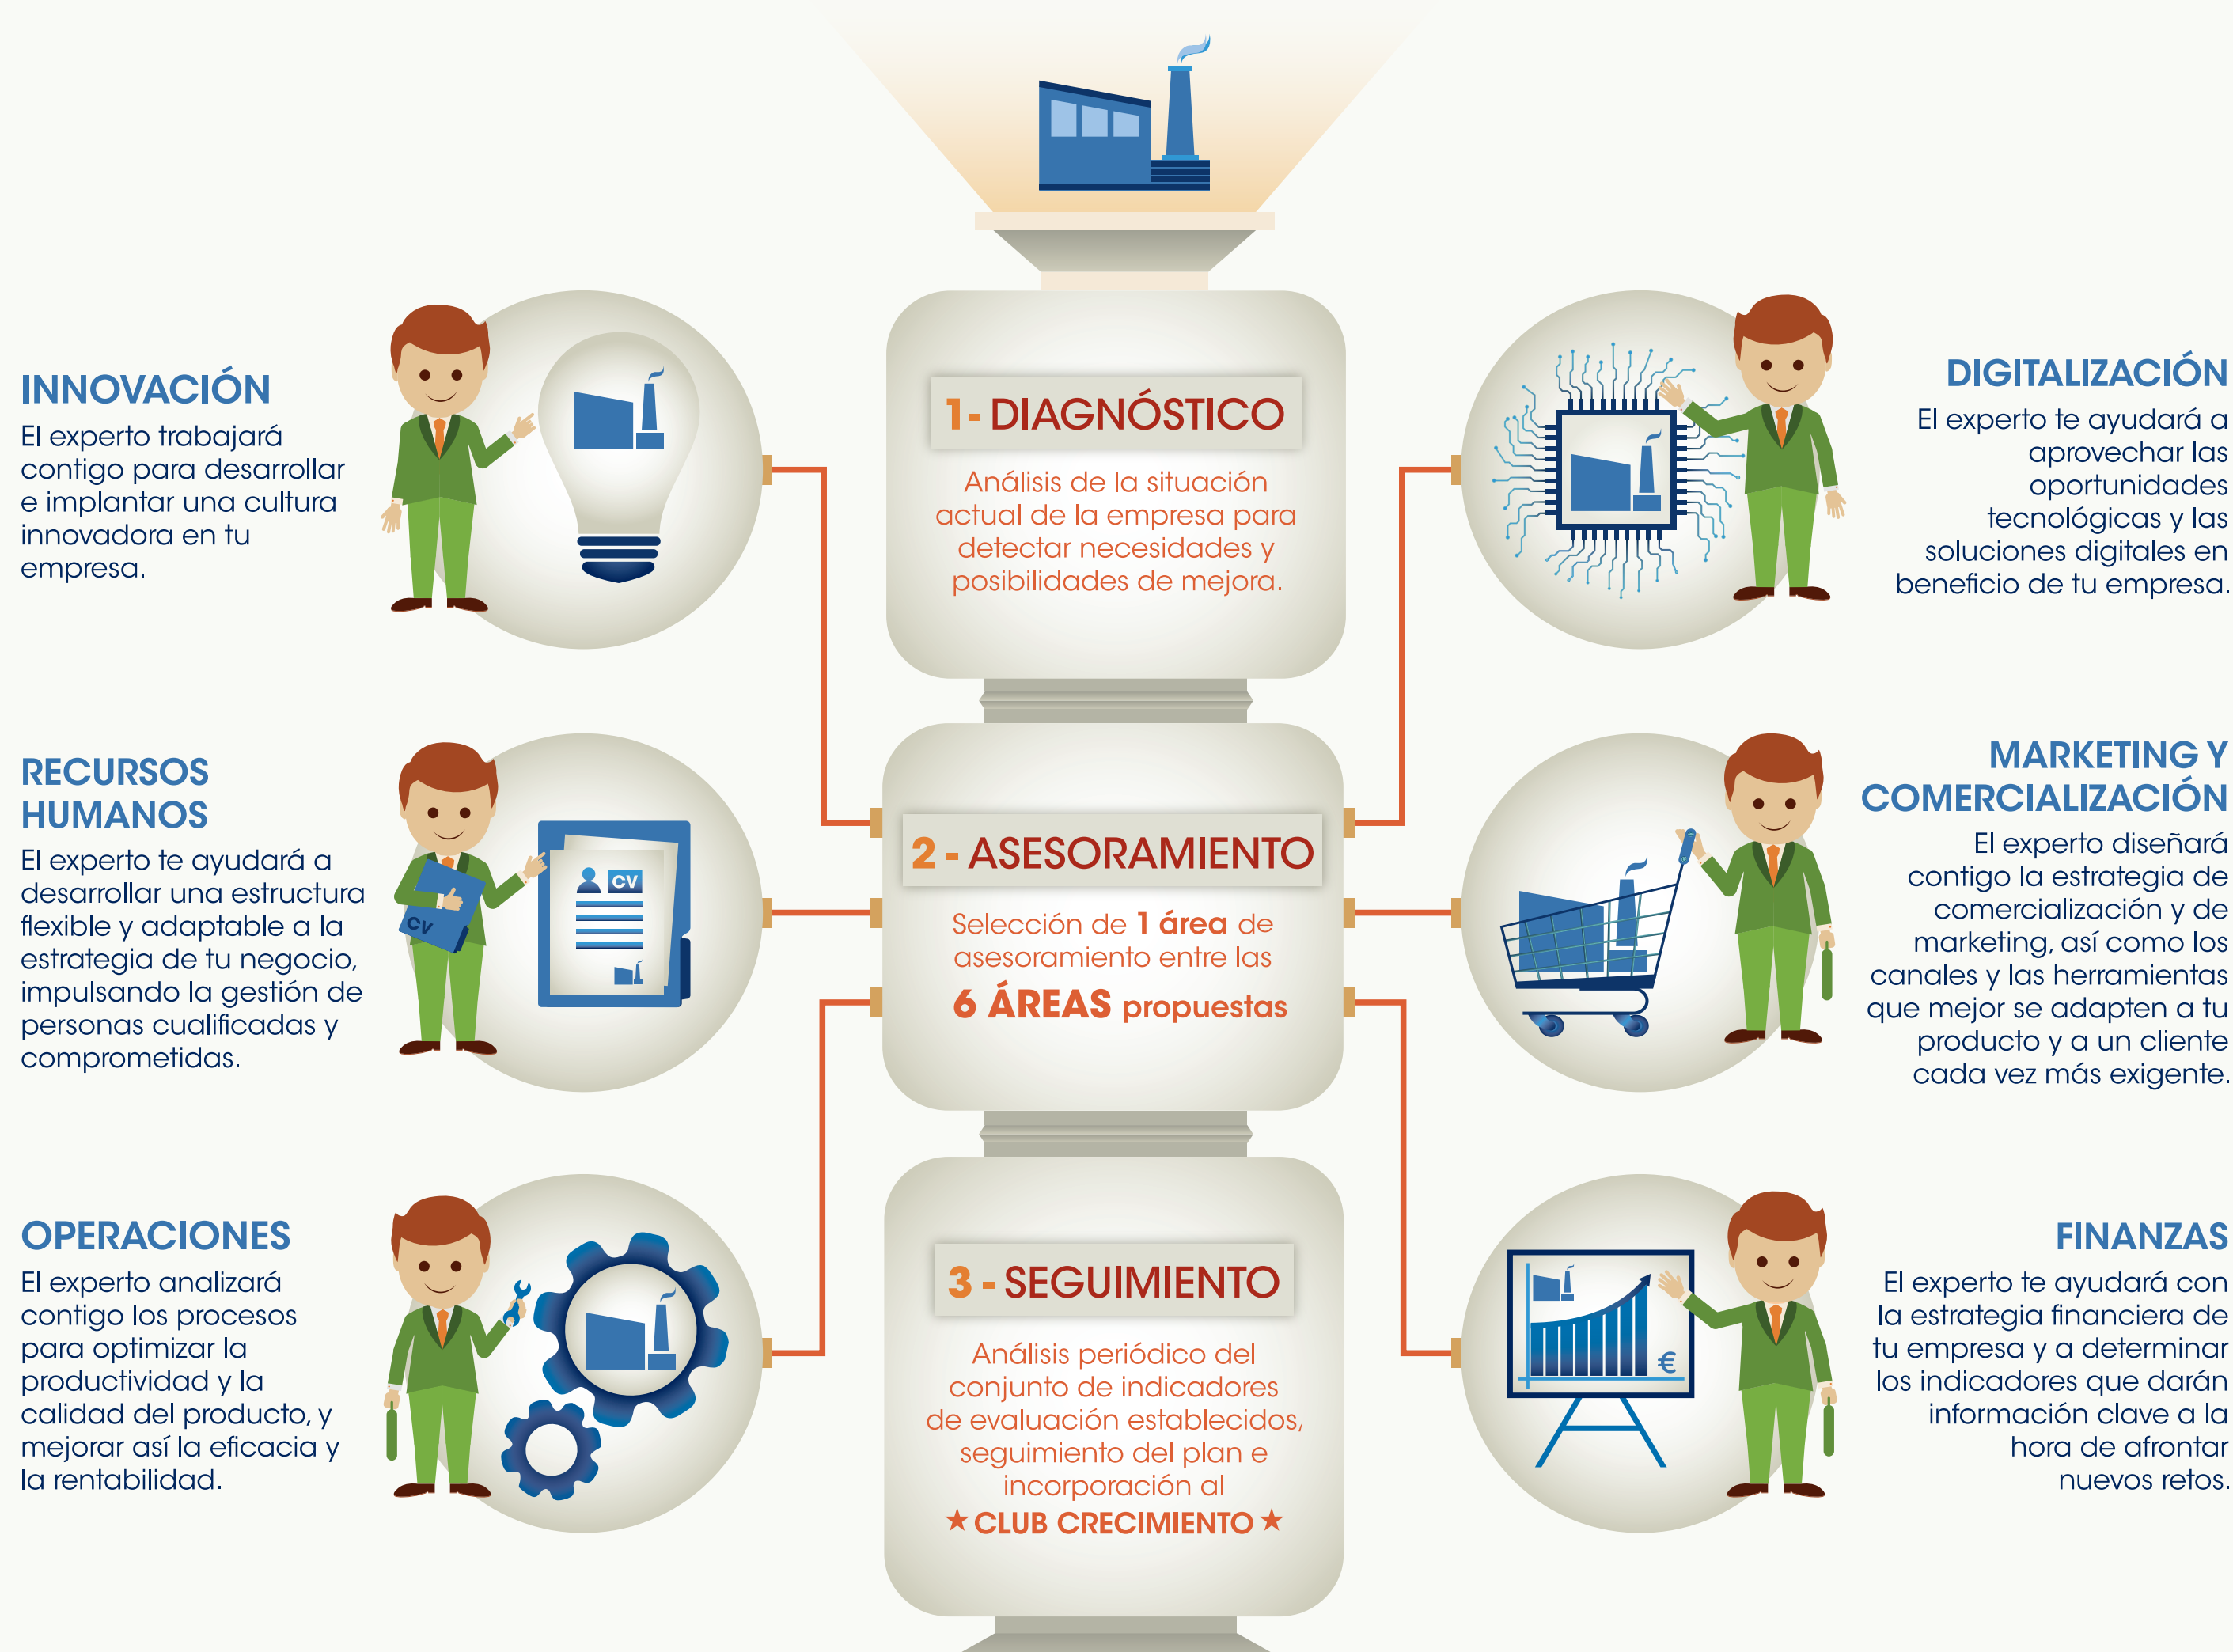 INNOVACIÓN
El experto trabajará
contigo para desarrollar
e implantar una cultura
innovadora en tu
empresa.
RECURSOS
HUMANOS
El experto te ayudará a
desarrollar una estructura
flexible y adaptable a la
estrategia de tu negocio,
impulsando la gestión de
personas cualificadas y
comprometidas.
CV
CV
OPERACIONES
El experto analizará
contigo los procesos
para optimizar la
productividad y la
calidad del producto, y
mejorar así la eficacia y
la rentabilidad.
1- DIAGNÓSTICO
Análisis de la situación
actual de la empresa para
detectar necesidades y
posibilidades de mejora.
2 - ASESORAMIENTO
Selección de 1 área de
asesoramiento entre las
6 ÁREAS propuestas
3 - SEGUIMIENTO
Análisis periódico del
conjunto de indicadores
de evaluación establecidos,
seguimiento del plan e
incorporación al
★ CLUB CRECIMIENTO ★
DIGITALIZACIÓN
El experto te ayudará a
aprovechar las
oportunidades
tecnológicas y las
soluciones digitales en
beneficio de tu empresa.
MARKETING Y
COMERCIALIZACIÓN
El experto diseñará
contigo la estrategia de
comercialización y de
marketing, así como los
canales y las herramientas
que mejor se adapten a tu
producto y a un cliente
cada vez más exigente.
FINANZAS
El experto te ayudará con
la estrategia financiera de
tu empresa y a determinar
los indicadores que darán
información clave a la
hora de afrontar
nuevos retos.
€